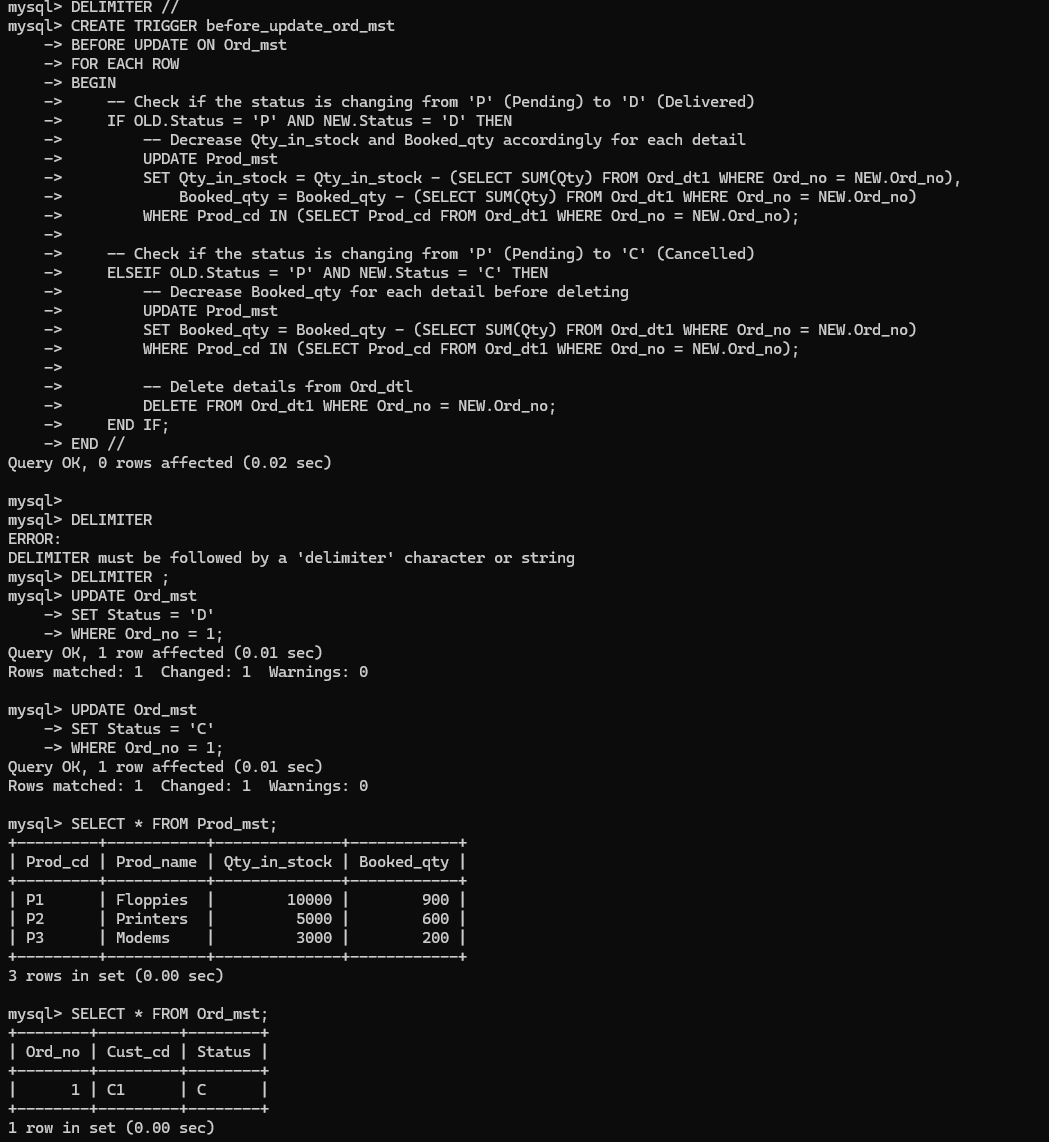 mysql> DELIMITER //
mysql> CREATE TRIGGER before_update_ord_mst
    -> BEFORE UPDATE ON Ord_mst
    -> FOR EACH ROW
    -> BEGIN
    ->     -- Check if the status is changing from 'P' (Pending) to 'D' (Delivered)
    ->     IF OLD.Status = 'P' AND NEW.Status = 'D' THEN
    ->         -- Decrease Qty_in_stock and Booked_qty accordingly for each detail
    ->         UPDATE Prod_mst
    ->         SET Qty_in_stock = Qty_in_stock - (SELECT SUM(Qty) FROM Ord_dt1 WHERE Ord_no = NEW.Ord_no),
    ->             Booked_qty = Booked_qty - (SELECT SUM(Qty) FROM Ord_dt1 WHERE Ord_no = NEW.Ord_no)
    ->         WHERE Prod_cd IN (SELECT Prod_cd FROM Ord_dt1 WHERE Ord_no = NEW.Ord_no);
    ->
    ->     -- Check if the status is changing from 'P' (Pending) to 'C' (Cancelled)
    ->     ELSEIF OLD.Status = 'P' AND NEW.Status = 'C' THEN
    ->         -- Decrease Booked_qty for each detail before deleting
    ->         UPDATE Prod_mst
    ->         SET Booked_qty = Booked_qty - (SELECT SUM(Qty) FROM Ord_dt1 WHERE Ord_no = NEW.Ord_no)
    ->         WHERE Prod_cd IN (SELECT Prod_cd FROM Ord_dt1 WHERE Ord_no = NEW.Ord_no);
    ->
    ->         -- Delete details from Ord_dtl
    ->         DELETE FROM Ord_dt1 WHERE Ord_no = NEW.Ord_no;
    ->     END IF;
    -> END //
Query OK, 0 rows affected (0.02 sec)

mysql>
mysql> DELIMITER
ERROR:
DELIMITER must be followed by a 'delimiter' character or string
mysql> DELIMITER ;
mysql> UPDATE Ord_mst
    -> SET Status = 'D'
    -> WHERE Ord_no = 1;
Query OK, 1 row affected (0.01 sec)
Rows matched: 1  Changed: 1  Warnings: 0

mysql> UPDATE Ord_mst
    -> SET Status = 'C'
    -> WHERE Ord_no = 1;
Query OK, 1 row affected (0.01 sec)
Rows matched: 1  Changed: 1  Warnings: 0

mysql> SELECT * FROM Prod_mst;
+---------+-----------+--------------+------------+
| Prod_cd | Prod_name | Qty_in_stock | Booked_qty |
+---------+-----------+--------------+------------+
| P1      | Floppies  |        10000 |        900 |
| P2      | Printers  |         5000 |        600 |
| P3      | Modems    |         3000 |        200 |
+---------+-----------+--------------+------------+
3 rows in set (0.00 sec)

mysql> SELECT * FROM Ord_mst;
+--------+---------+--------+
| Ord_no | Cust_cd | Status |
+--------+---------+--------+
|      1 | C1      | C      |
+--------+---------+--------+
1 row in set (0.00 sec)